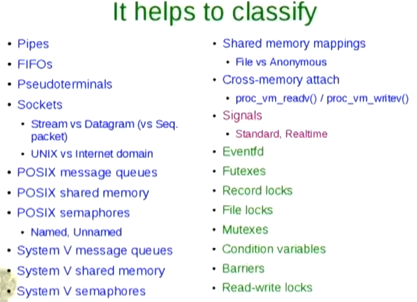 It helps to classify
Pipes
FIFOs
Pseudoterminals
Sockets
Stream vs Datagram (vs Seq.
packet)
UNIX vs Internet domain
POSIX message queues
POSIX shared memory
POSIX semaphores
Named, Unnamed
System V message queues
System V shared memory
System V semaphores
Shared memory mappings
File vs Anonymous
Cross-memory attach
proc_vm_readv() / proc_vm_writev()
Signals
Standard, Realtime
Eventfd
Futexes
Record locks
File locks
Mutexes
Condition variables
Barriers
Read-write locks